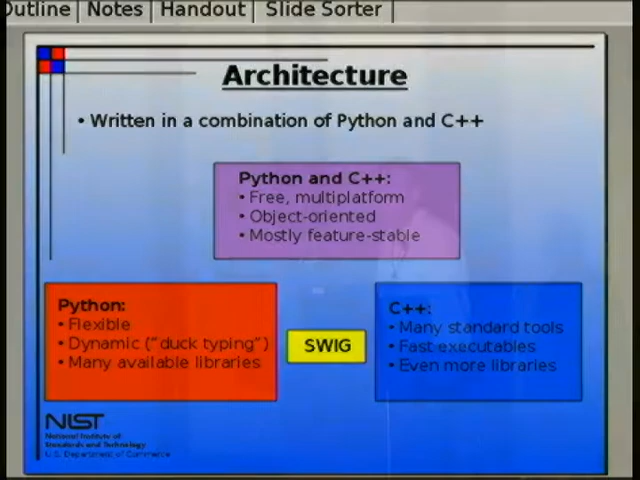 Outline Notes Handout Slide Sorter
Architecture
• Written in a combination of Python and C++
Python and C++:
• Free, multiplatform
• Object-oriented
• Mostly feature-stable
Python:
• Flexible
• Dynamic ("duck typing")
• Many available libraries
SWIG
C++:
• Many standard tools
• Fast executables
• Even more libraries
NIST
National Institute of
Standards and Technology
U.S. Department of Commerce